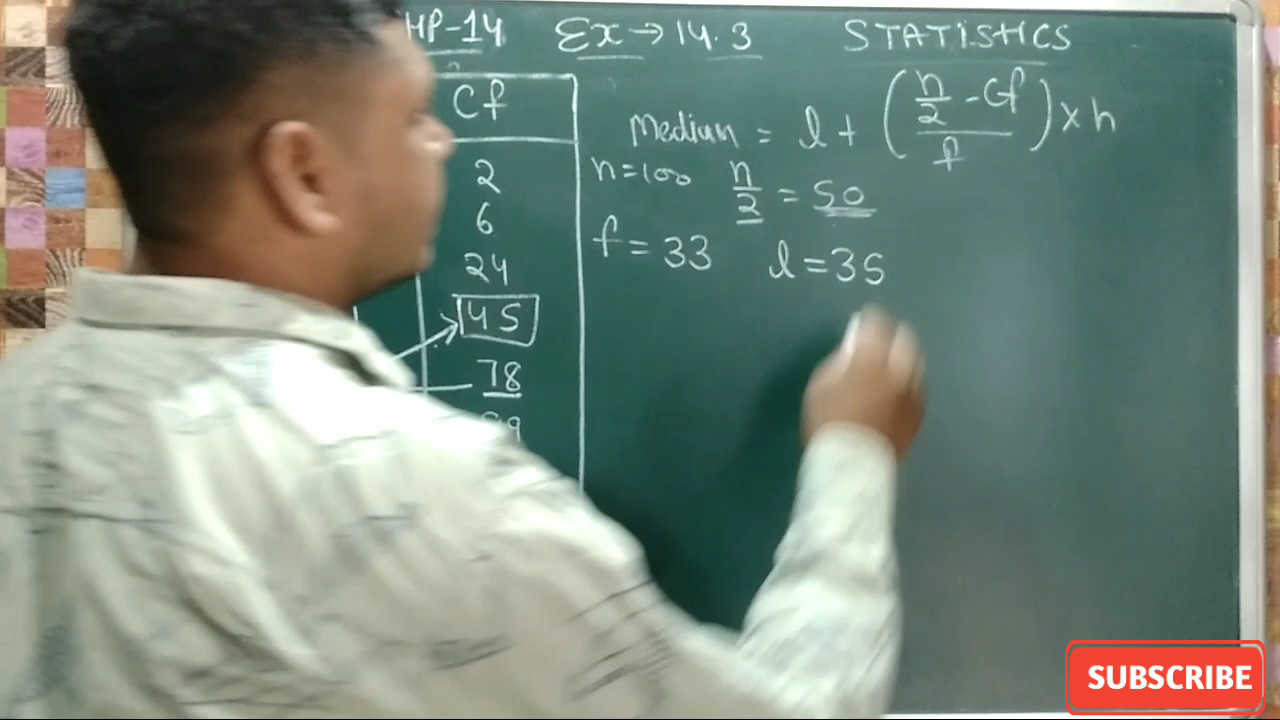 HP-14 Ex→14.3 STATISTICS
Cf
2
6
24
45
78
Median = l + (n/2 - Cf / f) × h
n=100 n/2 = 50
f = 33 l = 35
SUBSCRIBE